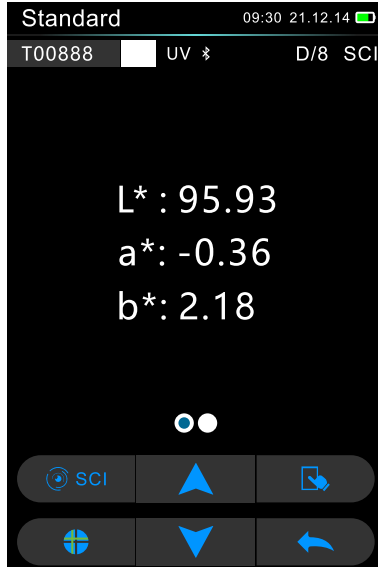 Standard 09:30 21.12.14
T00888 UV D/8 SCI
L* : 95.93
a*: -0.36
b*: 2.18
SCI